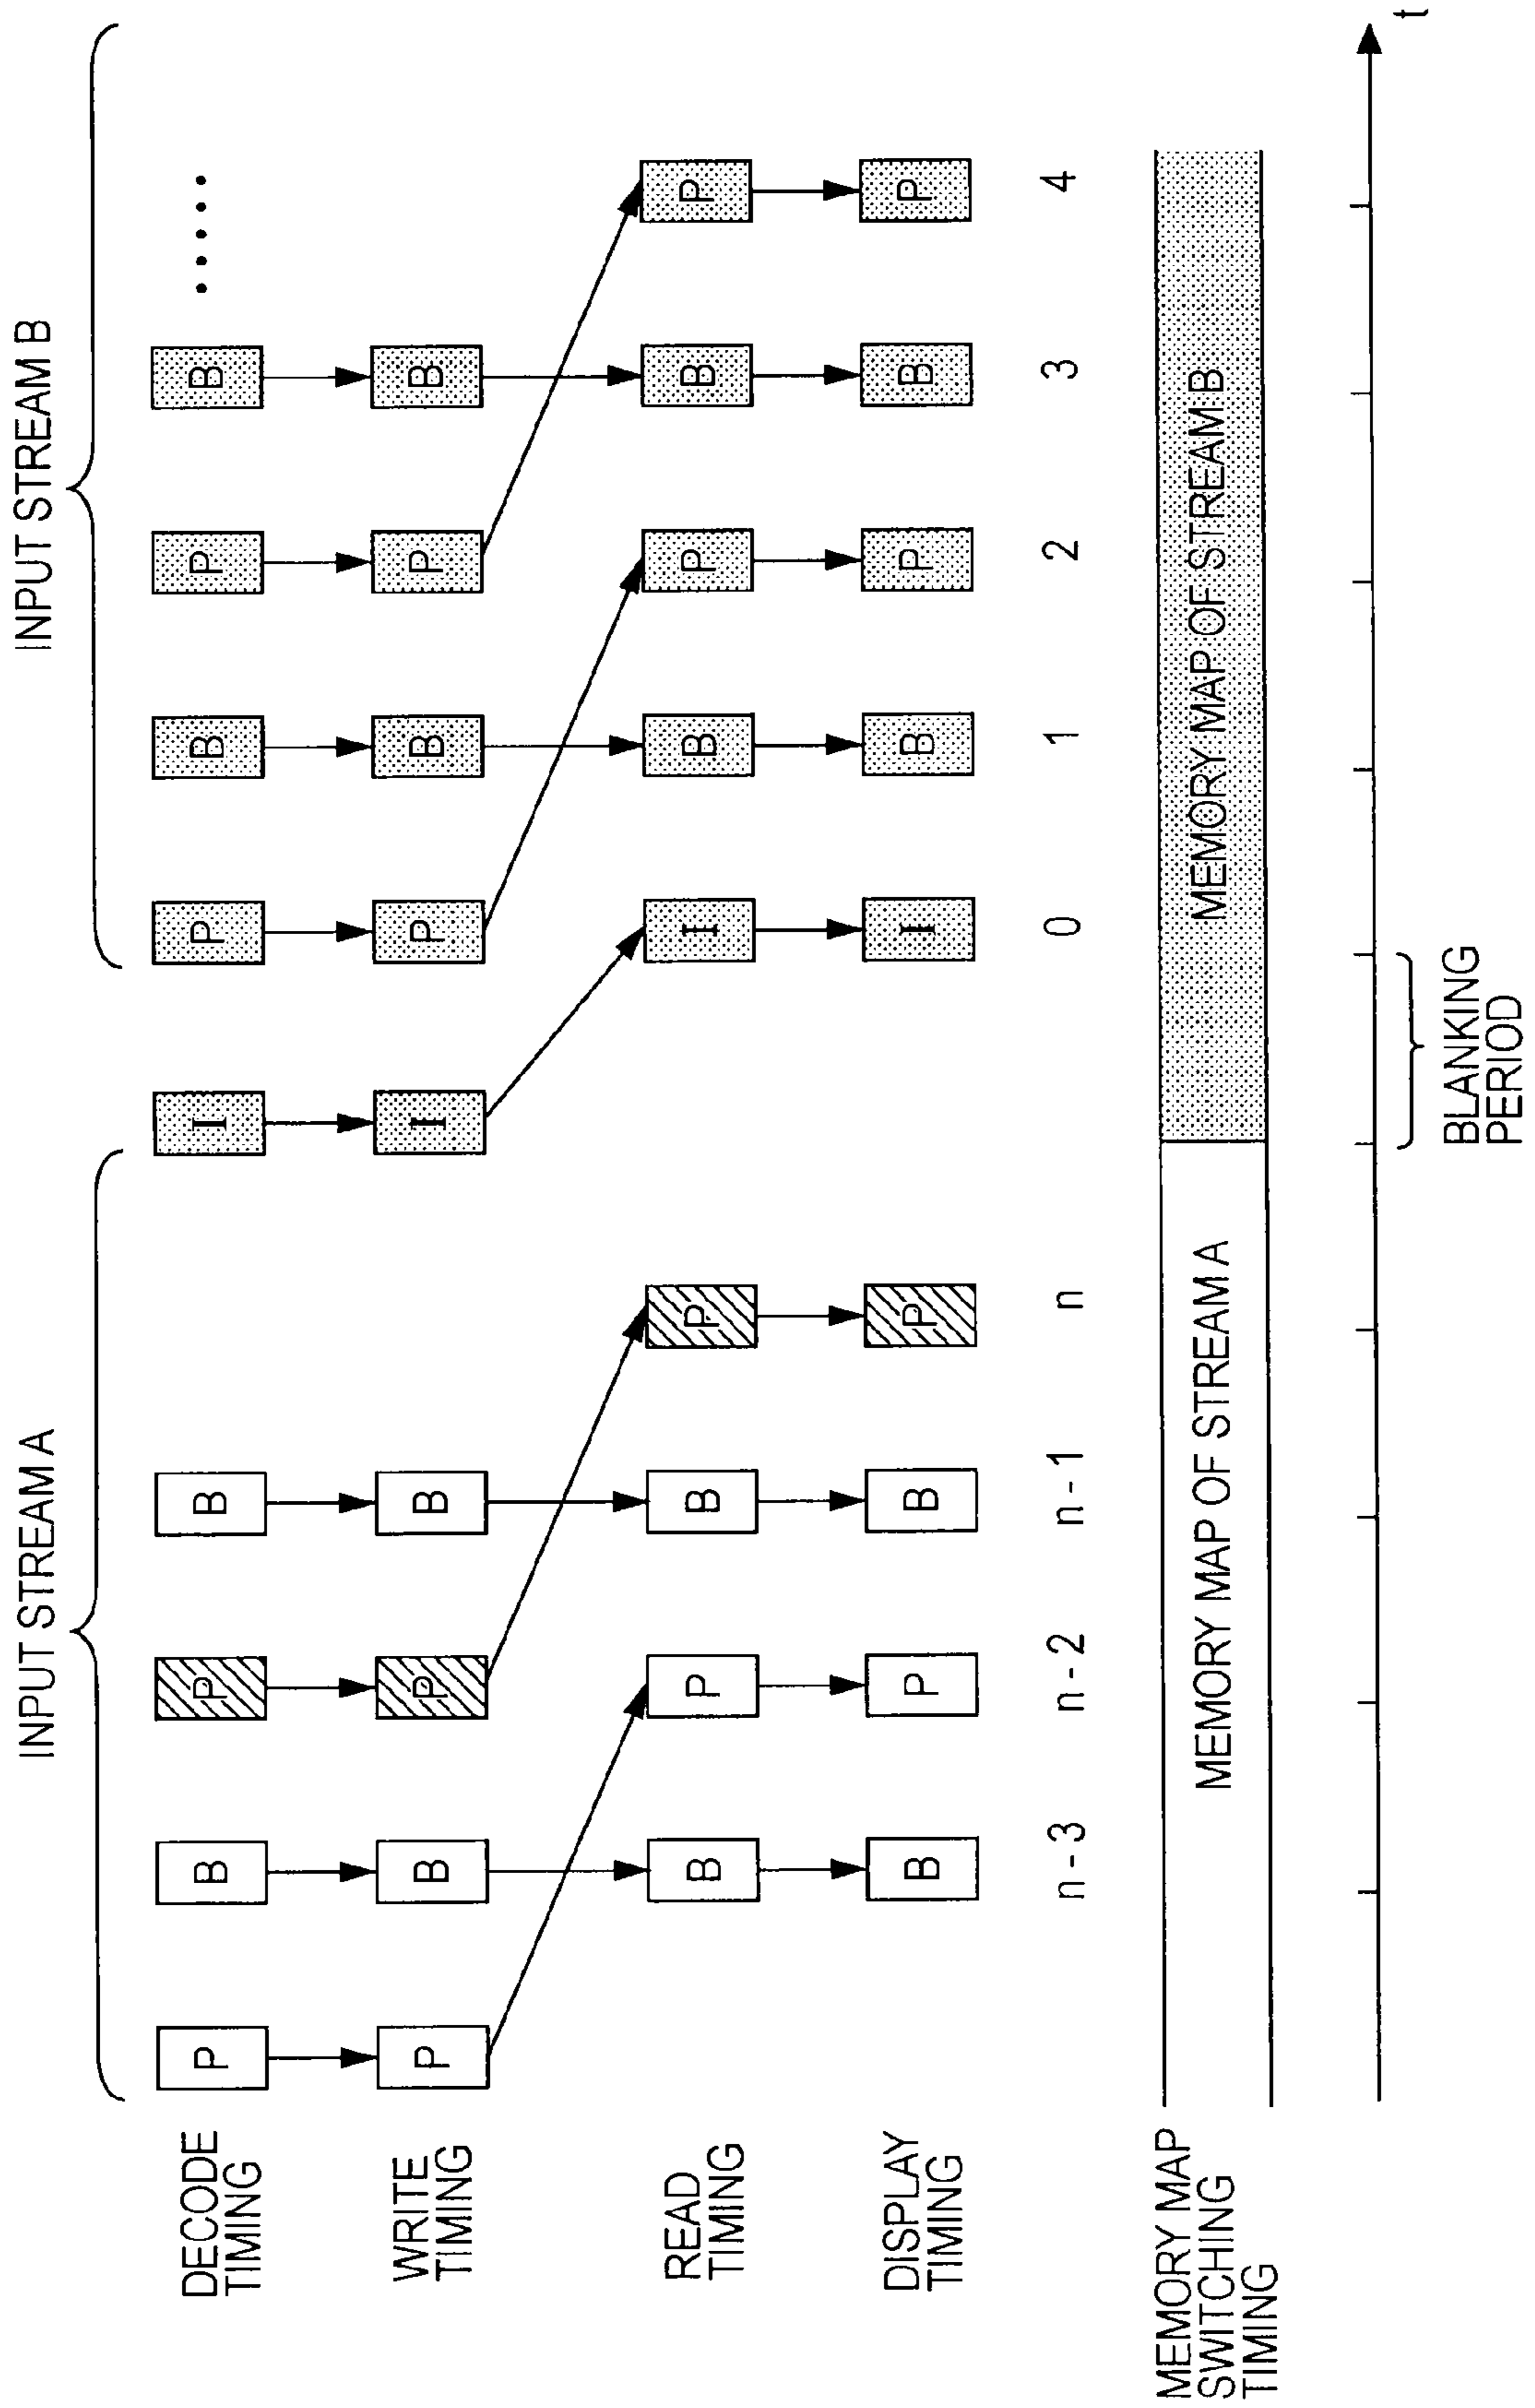 INPUT STREAM A
INPUT STREAM B
DECODE
TIMING
P B P B I P B P B .....
WRITE
TIMING
P B P B I P B P B
READ
TIMING
B P B P I B P B P
DISPLAY
TIMING
B P B P I B P B P
n-3 n-2 n-1 n 0 1 2 3 4
MEMORY MAP
SWITCHING
TIMING
MEMORY MAP OF STREAM A
MEMORY MAP OF STREAM B
t
BLANKING
PERIOD